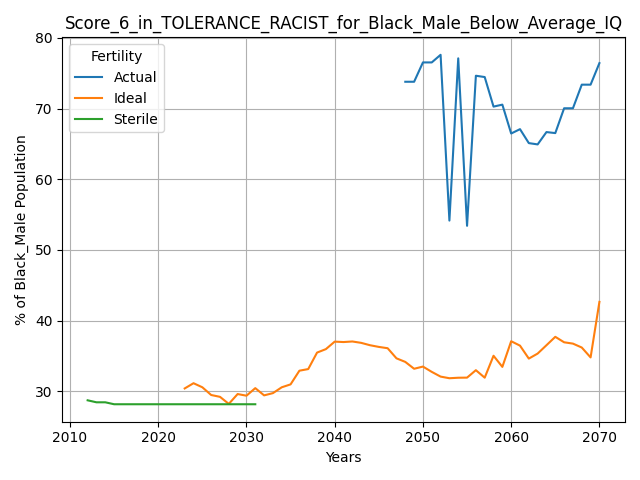 Score_6_in_TOLERANCE_RACIST_for_Black_Male_Below_Average_IQ
Fertility
Actual
Ideal
Sterile
% of Black_Male Population
80
70
60
50
40
30
2010
2020
2030
2040
2050
2060
2070
Years